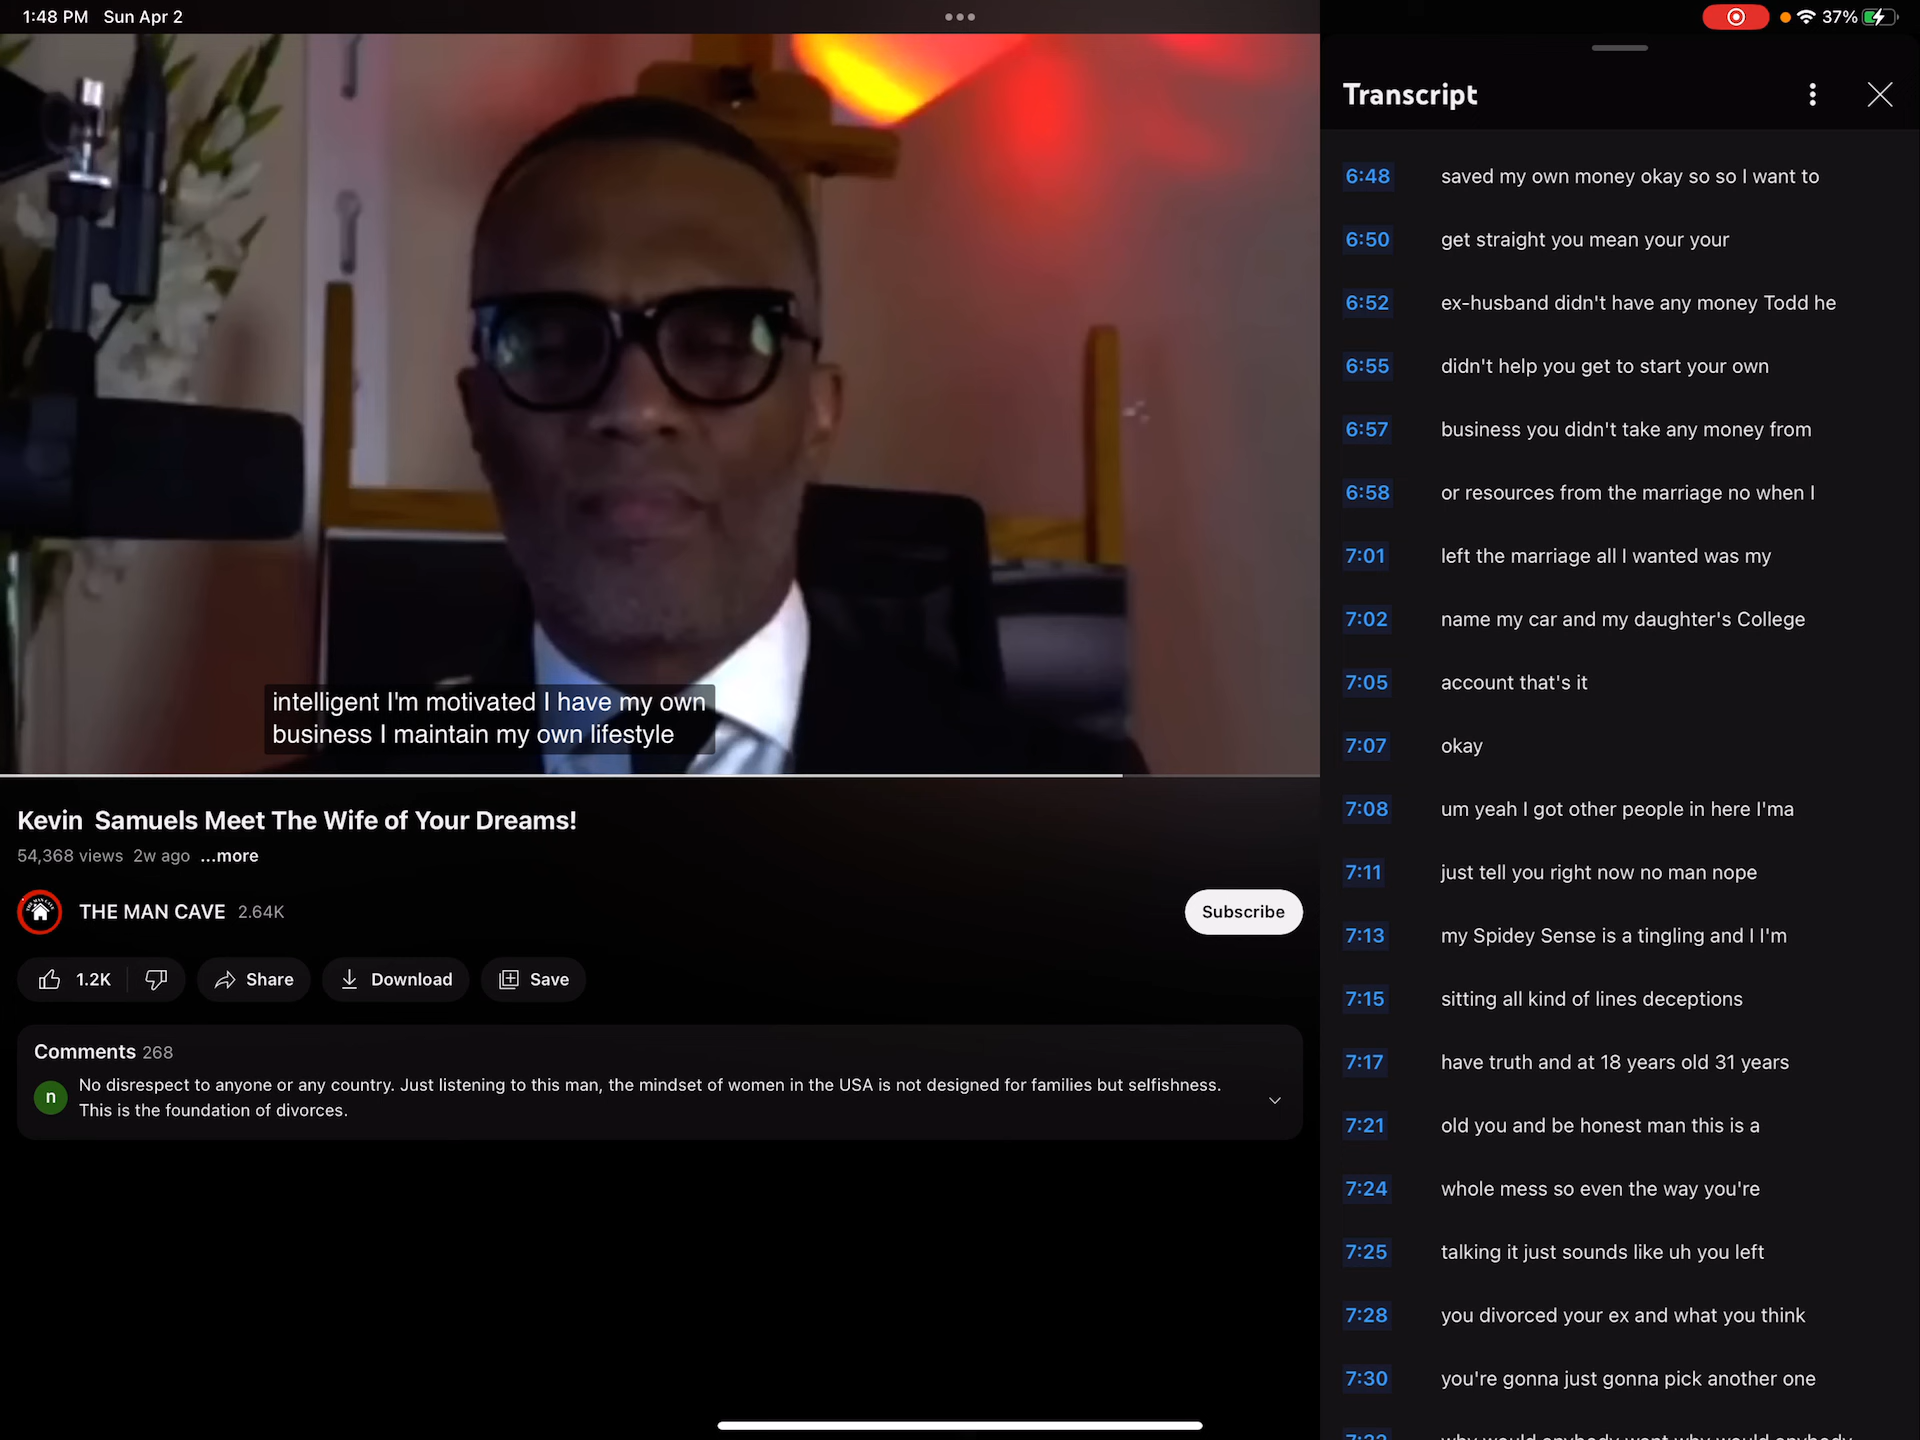 1:48 PM Sun Apr 2
37%
intelligent I'm motivated I have my own
business I maintain my own lifestyle
Kevin Samuels Meet The Wife of Your Dreams!
54,368 views 2w ago ...more
THE MAN CAVE 2.64K
Subscribe
1.2K
Share
Download
Save
Comments 268
n
No disrespect to anyone or any country. Just listening to this man, the mindset of women in the USA is not designed for families but selfishness.
This is the foundation of divorces.
Transcript
6:48 saved my own money okay so so I want to
6:50 get straight you mean your your
6:52 ex-husband didn't have any money Todd he
6:55 didn't help you get to start your own
6:57 business you didn't take any money from
6:58 or resources from the marriage no when I
7:01 left the marriage all I wanted was my
7:02 name my car and my daughter's College
7:05 account that's it
7:07 okay
7:08 um yeah I got other people in here I'ma
7:11 just tell you right now no man nope
7:13 my Spidey Sense is a tingling and I I'm
7:15 sitting all kind of lines deceptions
7:17 have truth and at 18 years old 31 years
7:21 old you and be honest man this is a
7:24 whole mess so even the way you're
7:25 talking it just sounds like uh you left
7:28 you divorced your ex and what you think
7:30 you're gonna just gonna pick another one